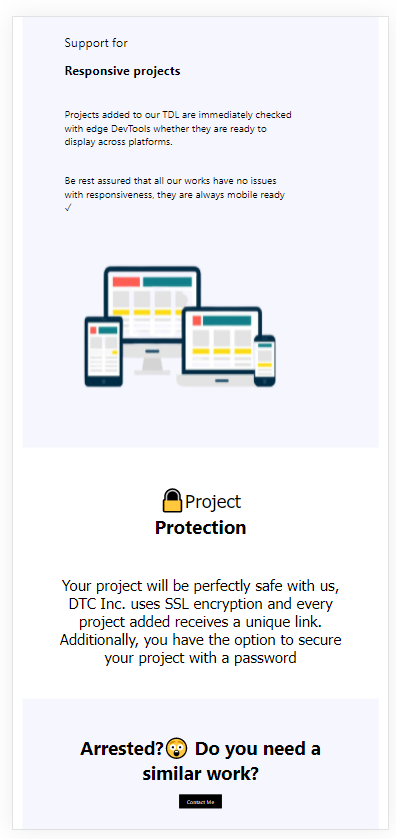 Support for
Responsive projects
Projects added to our TDL are immediately checked
with edge DevTools whether they are ready to
display across platforms.
Be rest assured that all our works have no issues
with responsiveness, they are always mobile ready
✓
🔒Project
Protection
Your project will be perfectly safe with us,
DTC Inc. uses SSL encryption and every
project added receives a unique link.
Additionally, you have the option to secure
your project with a password
Arrested?😲 Do you need a
similar work?
Contact Me